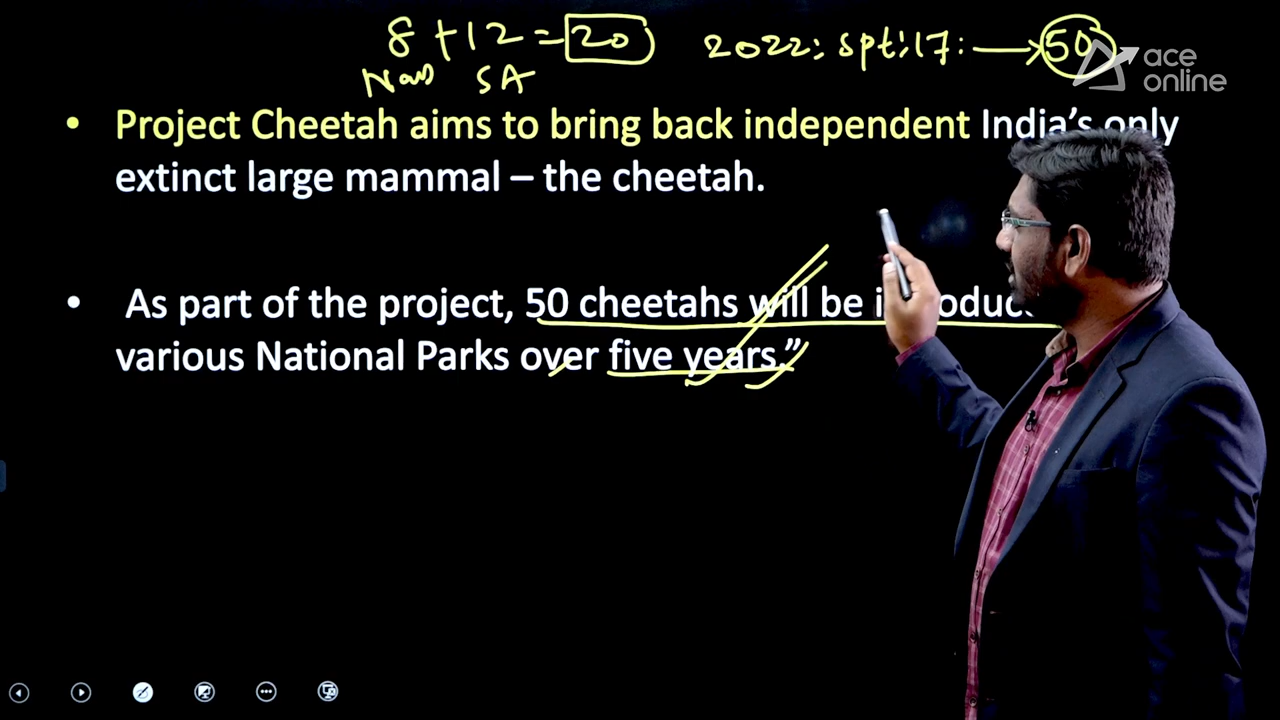 8 + 12 = 20
2022: Spt: 17: → 50
Nam SA
ace
online
• Project Cheetah aims to bring back independent India's only
extinct large mammal – the cheetah.
• As part of the project, 50 cheetahs will be
various National Parks over five years.”